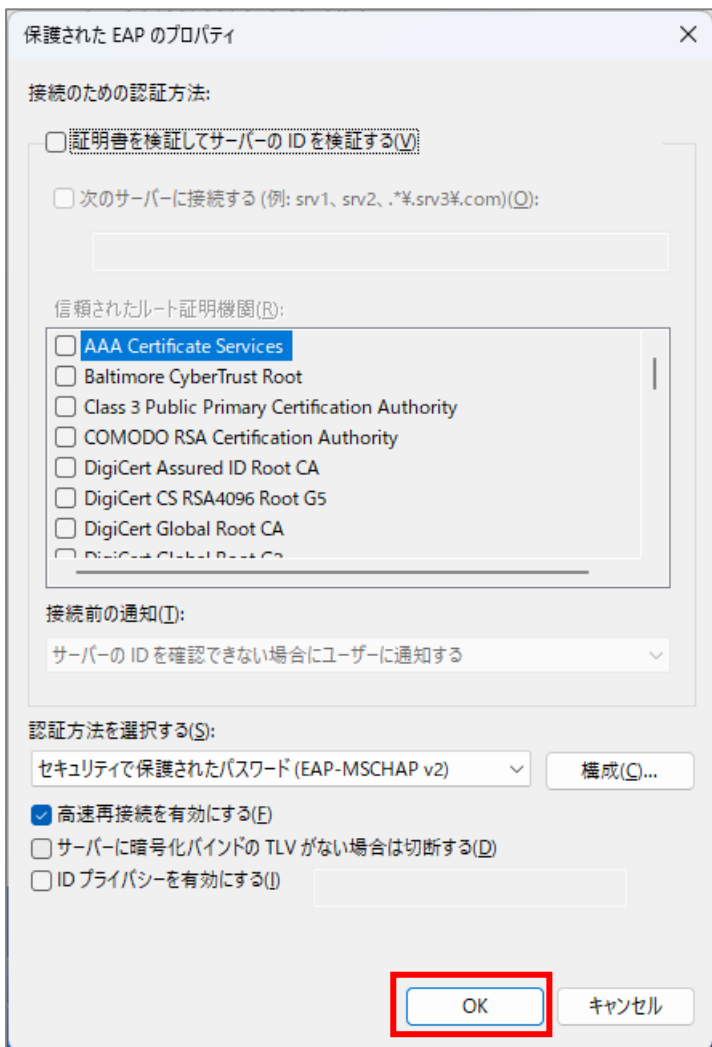 保護された EAP のプロパティ
接続のための認証方法:
証明書を検証してサーバーの ID を検証する(V)
次のサーバーに接続する (例: srv1、srv2、.*¥.srv3¥.com)(O):
信頼されたルート証明機関(R):
AAA Certificate Services
Baltimore CyberTrust Root
Class 3 Public Primary Certification Authority
COMODO RSA Certification Authority
DigiCert Assured ID Root CA
DigiCert CS RSA4096 Root G5
DigiCert Global Root CA
DigiCert Global Root
接続前の通知(T):
サーバーの ID を確認できない場合にユーザーに通知する
認証方法を選択する(S):
セキュリティで保護されたパスワード (EAP-MSCHAP v2)
構成(C)...
高速再接続を有効にする(F)
サーバーに暗号化バインドの TLV がない場合は切断する(D)
ID プライバシーを有効にする(I)
OK
キャンセル